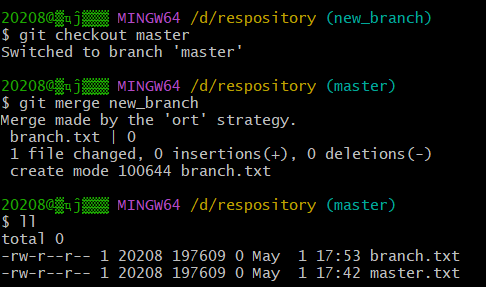 20208@ MINGW64 /d/respository (new_branch)
$ git checkout master
Switched to branch 'master'
20208@ MINGW64 /d/respository (master)
$ git merge new_branch
Merge made by the 'ort' strategy.
branch.txt | 0
1 file changed, 0 insertions(+), 0 deletions(-)
create mode 100644 branch.txt
20208@ MINGW64 /d/respository (master)
$ ll
total 0
-rw-r--r-- 1 20208 197609 0 May 1 17:53 branch.txt
-rw-r--r-- 1 20208 197609 0 May 1 17:42 master.txt